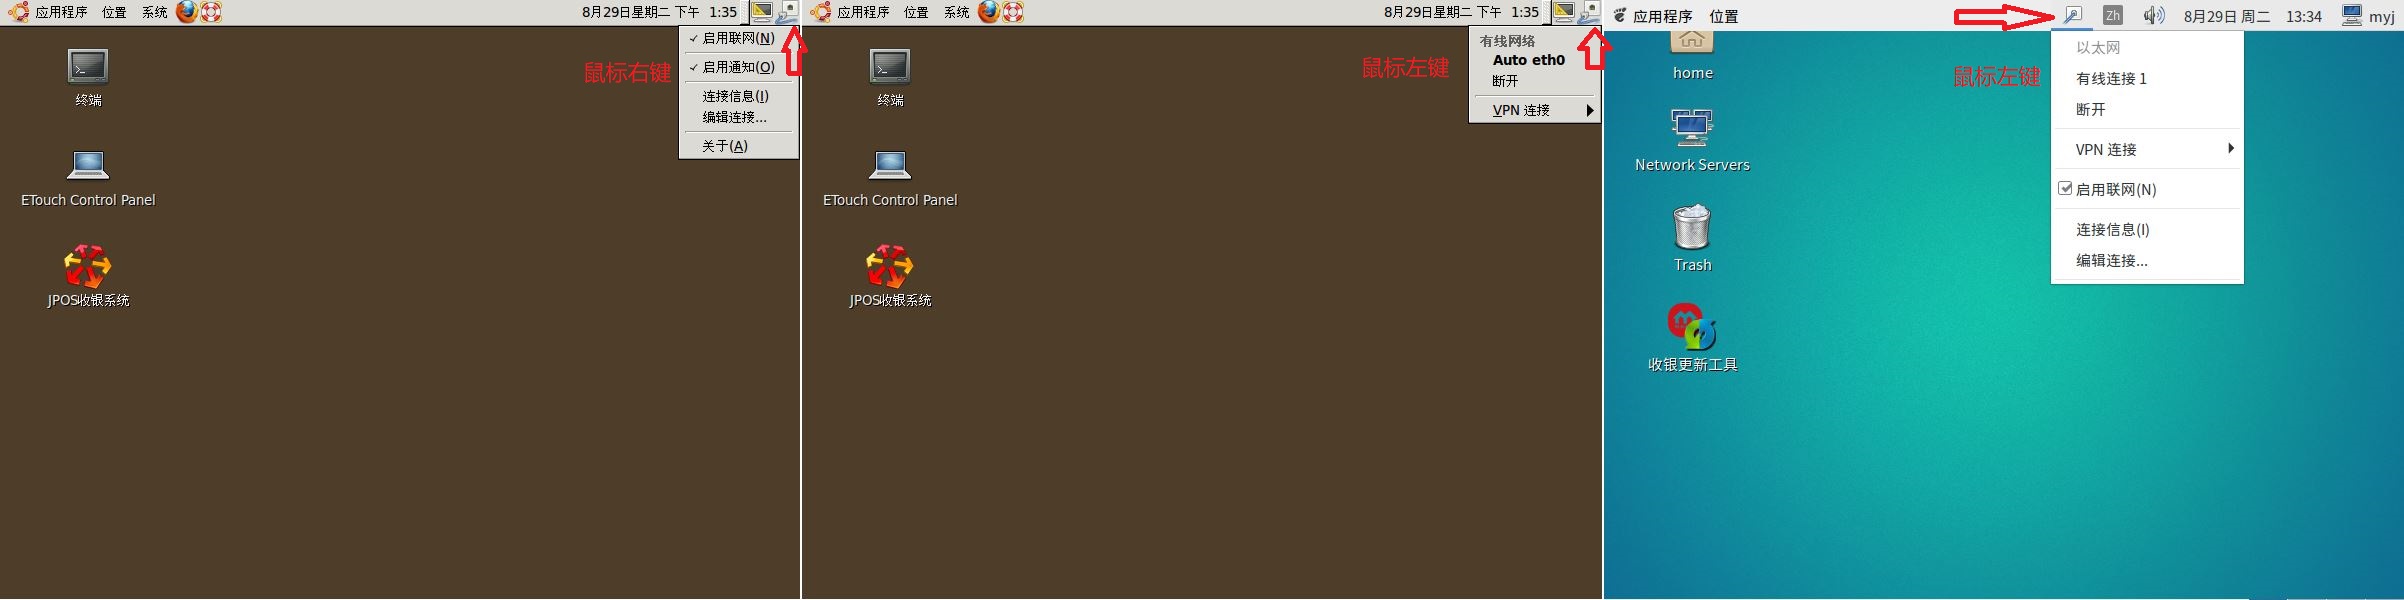 应用程序 位置 系统 8月29日星期二 下午 1:35
启用联网(N)
启用通知(O)
连接信息(I)
编辑连接...
关于(A)
鼠标右键
终端
ETouch Control Panel
JPOS收银系统
应用程序 位置 系统 8月29日星期二 下午 1:35
有线网络
Auto eth0
断开
VPN 连接
鼠标左键
终端
ETouch Control Panel
JPOS收银系统
应用程序 位置 Zh 8月29日 周二 13:34 myj
以太网
有线连接 1
断开
VPN 连接
启用联网(N)
连接信息(I)
编辑连接...
鼠标左键
home
Network Servers
Trash
收银更新工具